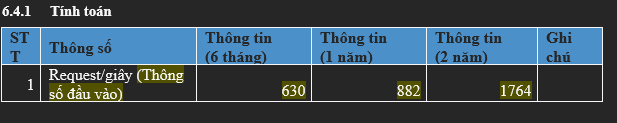 6.4.1 Tính toán
STT Thông số Thông tin (6 tháng) Thông tin (1 năm) Thông tin (2 năm) Ghi chú
1 Request/giây (Thông số đầu vào) 630 882 1764